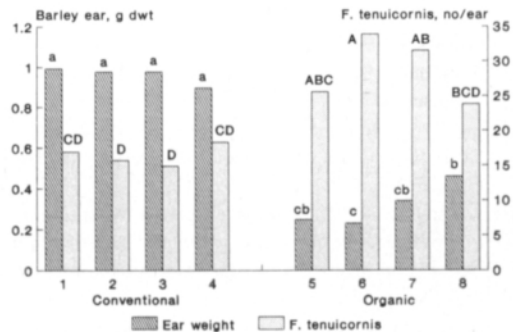 Barley ear, g dwt
F. tenuicornis, no/ear
1
0.8
0.6
0.4
0.2
0
a
a
a
a
CD
D
D
CD
ABC
A
AB
BCD
cb
c
cb
b
35
30
25
20
15
10
5
0
1 2 3 4 5 6 7 8
Conventional Organic
Ear weight F. tenuicornis